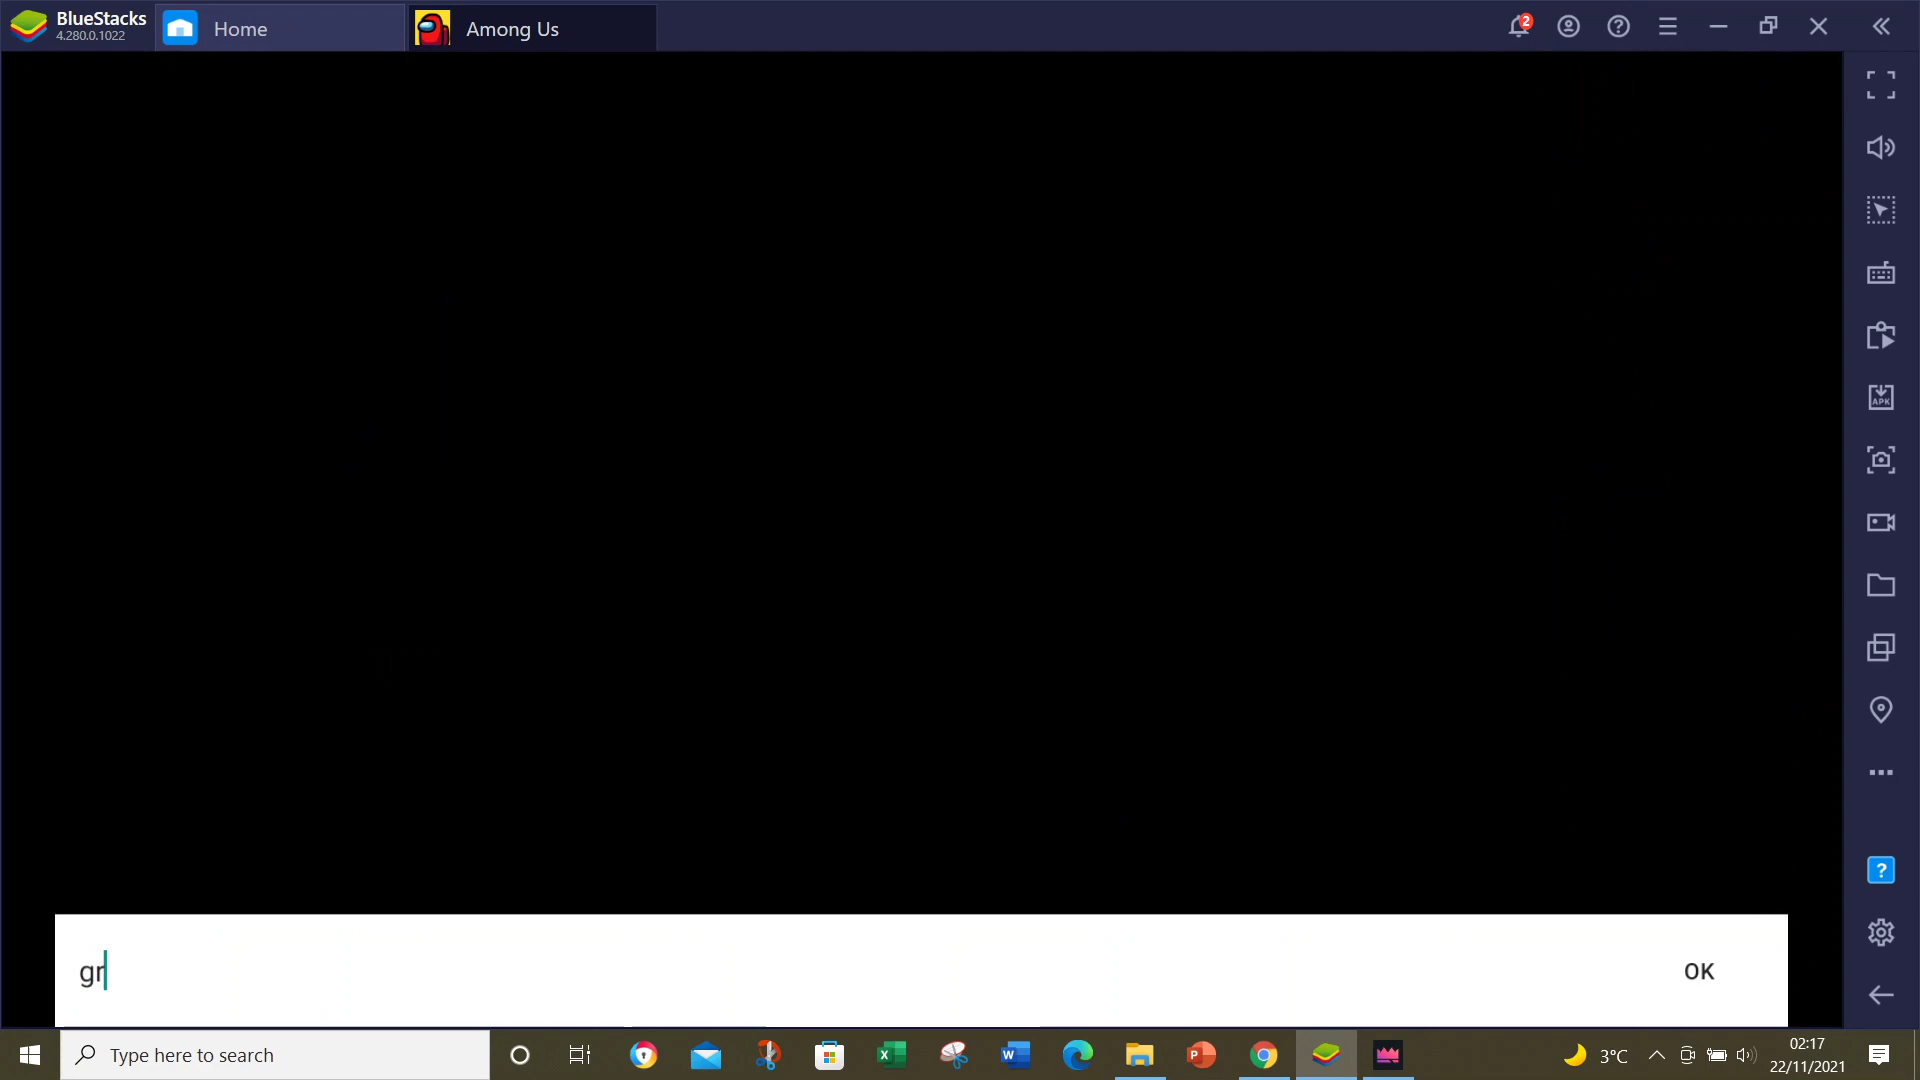 BlueStacks
4.280.0.1022
Home
Among Us
2
APK
?
gr
OK
Type here to search
3°C
02:17
22/11/2021